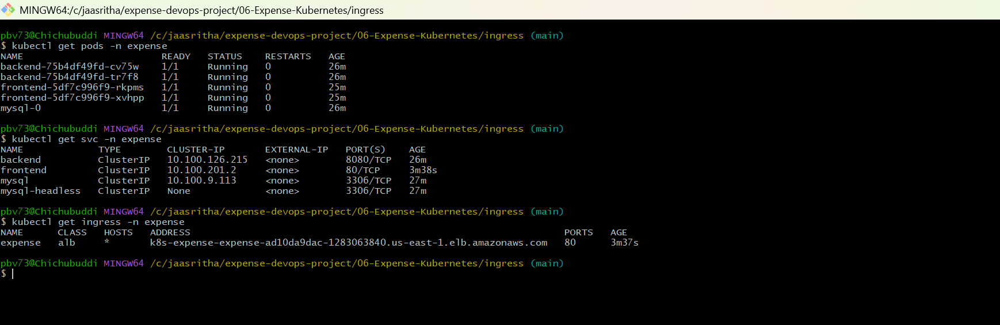 MINGW64:/c/jaasritha/expense-devops-project/06-Expense-Kubernetes/ingress
pbv73@Chichubuddi MINGW64 /c/jaasritha/expense-devops-project/06-Expense-Kubernetes/ingress (main)
$ kubectl get pods -n expense
NAME                        READY   STATUS    RESTARTS   AGE
backend-75b4df49fd-cv75w    1/1     Running   0          26m
backend-75b4df49fd-tr7f8    1/1     Running   0          26m
frontend-5df7c996f9-rkpms   1/1     Running   0          25m
frontend-5df7c996f9-xvhpp   1/1     Running   0          25m
mysql-0                     1/1     Running   0          26m
pbv73@Chichubuddi MINGW64 /c/jaasritha/expense-devops-project/06-Expense-Kubernetes/ingress (main)
$ kubectl get svc -n expense
NAME             TYPE        CLUSTER-IP       EXTERNAL-IP   PORT(S)    AGE
backend          ClusterIP   10.100.126.215   <none>        8080/TCP   26m
frontend         ClusterIP   10.100.201.2     <none>        80/TCP     3m38s
mysql            ClusterIP   10.100.9.113     <none>        3306/TCP   27m
mysql-headless   ClusterIP   None             <none>        3306/TCP   27m
pbv73@Chichubuddi MINGW64 /c/jaasritha/expense-devops-project/06-Expense-Kubernetes/ingress (main)
$ kubectl get ingress -n expense
NAME      CLASS   HOSTS   ADDRESS                                                                 PORTS   AGE
expense   alb     *       k8s-expense-expense-ad10da9dac-1283063840.us-east-1.elb.amazonaws.com   80      3m37s
pbv73@Chichubuddi MINGW64 /c/jaasritha/expense-devops-project/06-Expense-Kubernetes/ingress (main)
$